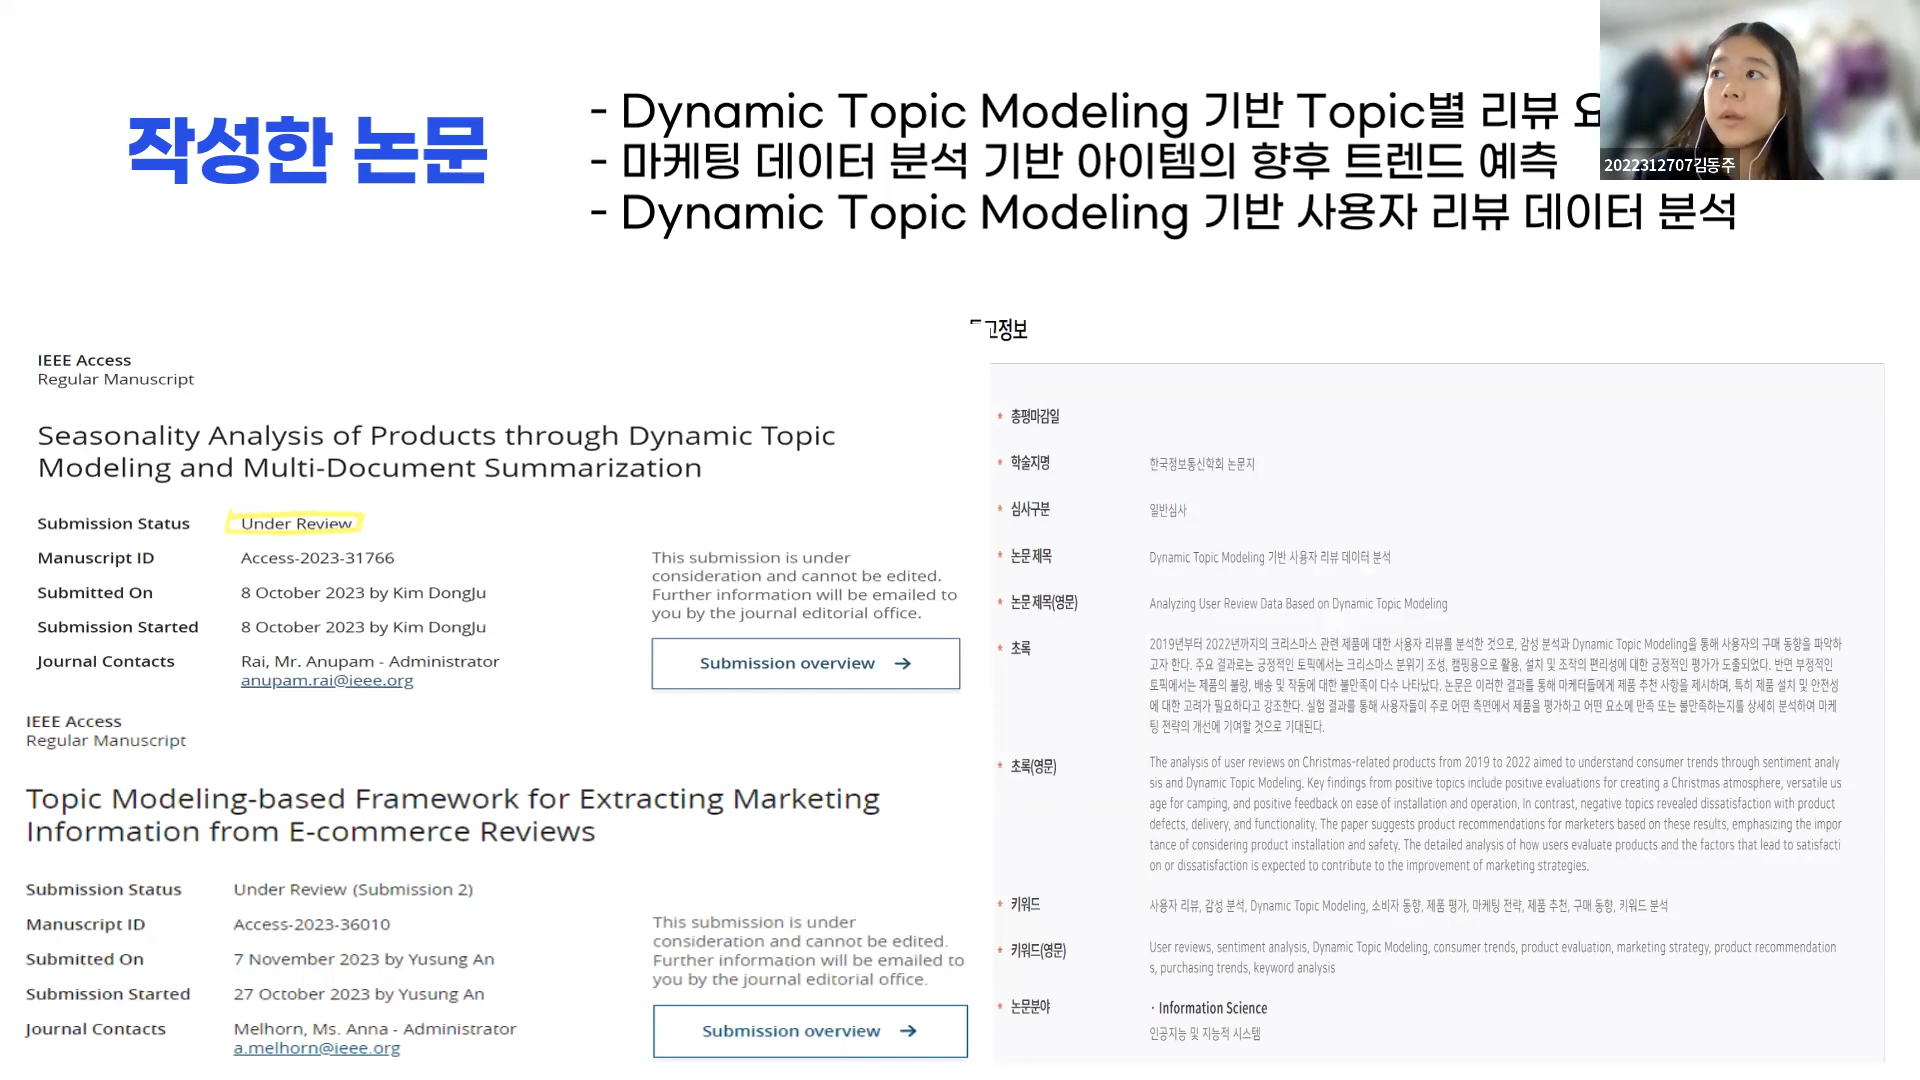 작성한 논문
- Dynamic Topic Modeling 기반 Topic별 리뷰
- 마케팅 데이터 분석 기반 아이템의 향후 트렌드 예측
- Dynamic Topic Modeling 기반 사용자 리뷰 데이터 분석
2022312707김동주
IEEE Access
Regular Manuscript
Seasonality Analysis of Products through Dynamic Topic
Modeling and Multi-Document Summarization
Submission Status Under Review
Manuscript ID Access-2023-31766
Submitted On 8 October 2023 by Kim DongJu
Submission Started 8 October 2023 by Kim DongJu
Journal Contacts Rai, Mr. Anupam - Administrator
anupam.rai@ieee.org
This submission is under
consideration and cannot be edited.
Further information will be emailed to
you by the journal editorial office.
Submission overview →
IEEE Access
Regular Manuscript
Topic Modeling-based Framework for Extracting Marketing
Information from E-commerce Reviews
Submission Status Under Review (Submission 2)
Manuscript ID Access-2023-36010
Submitted On 7 November 2023 by Yusung An
Submission Started 27 October 2023 by Yusung An
Journal Contacts Melhorn, Ms. Anna - Administrator
a.melhorn@ieee.org
This submission is under
consideration and cannot be edited.
Further information will be emailed to
you by the journal editorial office.
Submission overview →
고정보
* 총평마감일
* 학술지명 한국정보통신학회 논문지
* 심사구분 일반심사
* 논문 제목 Dynamic Topic Modeling 기반 사용자 리뷰 데이터 분석
* 논문 제목(영문) Analyzing User Review Data Based on Dynamic Topic Modeling
* 초록 2019년부터 2022년까지의 크리스마스 관련 제품에 대한 사용자 리뷰를 분석한 것으로, 감성 분석과 Dynamic Topic Modeling을 통해 사용자의 구매 동향을 파악하
고자 한다. 주요 결과로는 긍정적인 토픽에서는 크리스마스 분위기 조성, 캠핑용으로 활용, 설치 및 조작의 편리성에 대한 긍정적인 평가가 도출되었다. 반면 부정적인
토픽에서는 제품의 불량, 배송 및 작동에 대한 불만족이 다수 나타났다. 논문은 이러한 결과를 통해 마케터들에게 제품 추천 사항을 제시하며, 특히 제품 설치 및 안전성
에 대한 고려가 필요하다고 강조한다. 실험 결과를 통해 사용자들이 주로 어떤 측면에서 제품을 평가하고 어떤 요소에 만족 또는 불만족하는지를 상세히 분석하여 마케
팅 전략의 개선에 기여할 것으로 기대된다.
* 초록(영문) The analysis of user reviews on Christmas-related products from 2019 to 2022 aimed to understand consumer trends through sentiment analy
sis and Dynamic Topic Modeling. Key findings from positive topics include positive evaluations for creating a Christmas atmosphere, versatile us
age for camping, and positive feedback on ease of installation and operation. In contrast, negative topics revealed dissatisfaction with product
defects, delivery, and functionality. The paper suggests product recommendations for marketers based on these results, emphasizing the impor
tance of considering product installation and safety. The detailed analysis of how users evaluate products and the factors that lead to satisfacti
on or dissatisfaction is expected to contribute to the improvement of marketing strategies.
* 키워드 사용자 리뷰, 감성 분석, Dynamic Topic Modeling, 소비자 동향, 제품 평가, 마케팅 전략, 제품 추천, 구매 동향, 키워드 분석
* 키워드(영문) User reviews, sentiment analysis, Dynamic Topic Modeling, consumer trends, product evaluation, marketing strategy, product recommendation
s, purchasing trends, keyword analysis
* 논문분야 · Information Science
인공지능 및 지능적 시스템